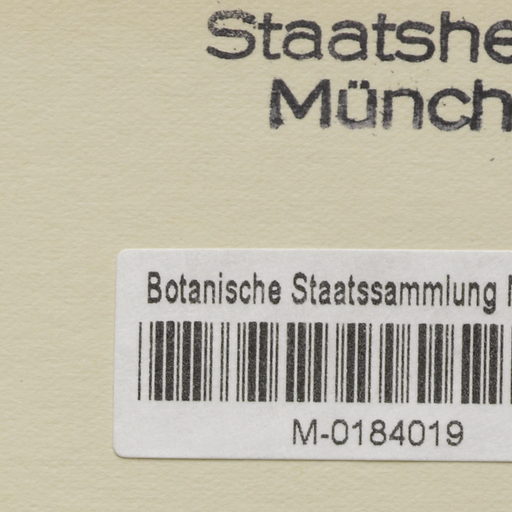 Staatshe
Münch
Botanische Staatssammlung
M-0184019